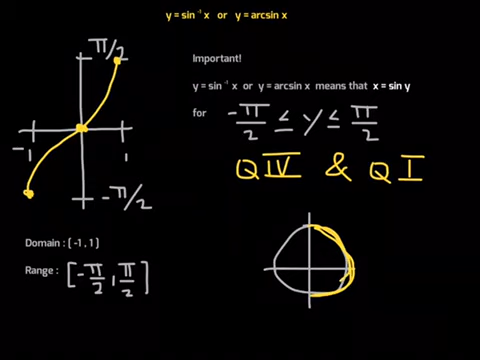 y = sin⁻¹ x or y = arcsin x
π/2
-1
1
-π/2
Important!
y = sin⁻¹ x or y = arcsin x means that x = sin y
for -π/2 ≤ y ≤ π/2
QIV & QI
Domain : [ -1 , 1 ]
Range : [-π/2, π/2]